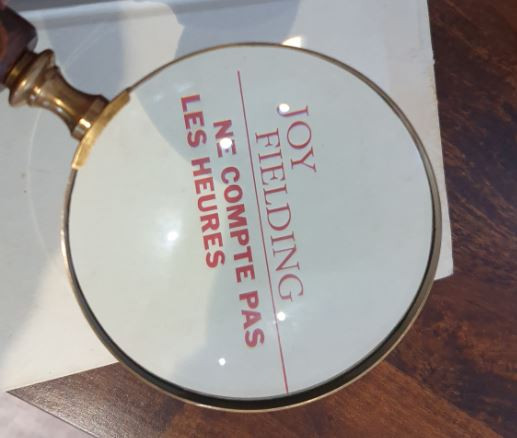 JOY
FIELDING
NE COMPTE PAS
LES HEURES